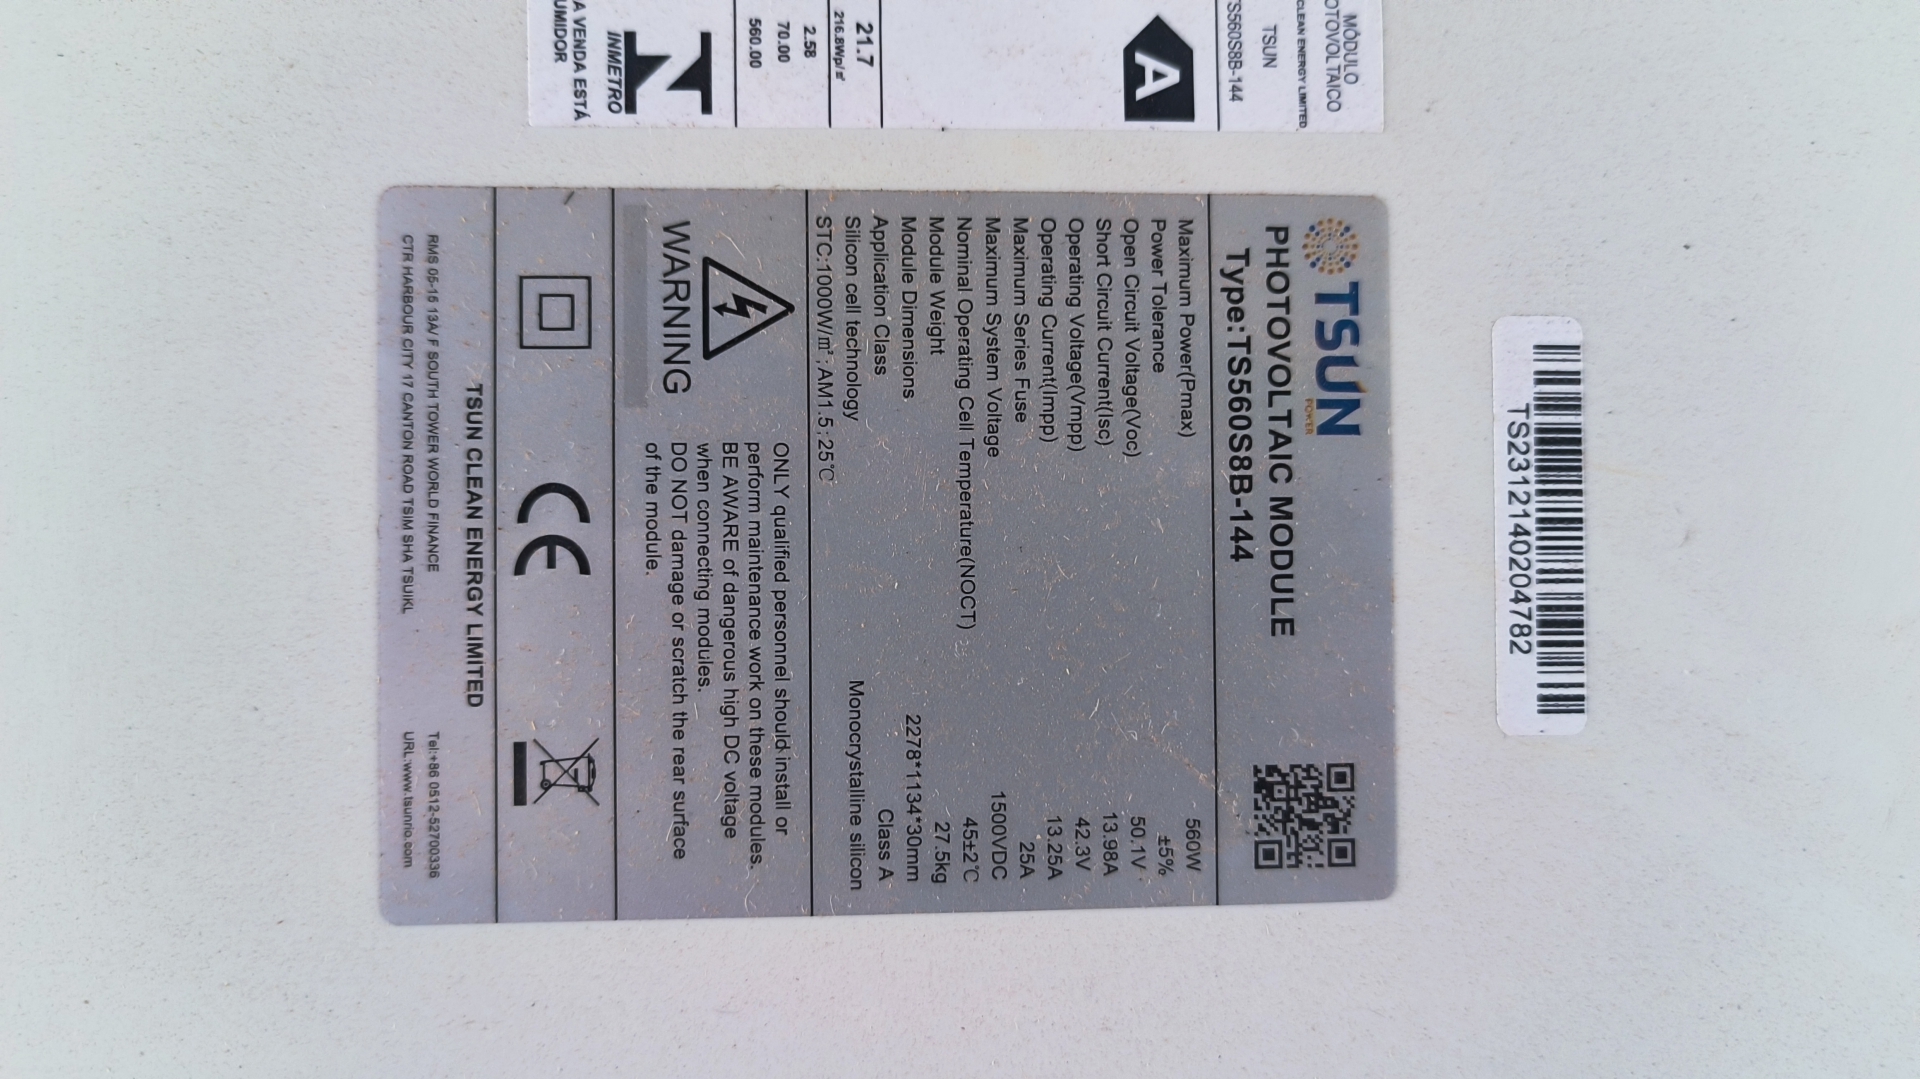 MÓDULO
OTOVOLTAICO
CLEAN ENERGY LIMITED
TSUN
TS560S8B-144
A
21.7
216.8Wp/㎡
2.58
70.00
560.00
N
INMETRO
A VENDA ESTÁ
UMIDOR
TS231214020204782
TSUN
POWER
PHOTOVOLTAIC MODULE
Type:TS560S8B-144
Maximum Power(Pmax) 560W
Power Tolerance ±5%
Open Circuit Voltage(Voc) 50.1V
Short Circuit Current(Isc) 13.98A
Operating Voltage(Vmpp) 42.3V
Operating Current(Impp) 13.25A
Maximum Series Fuse 25A
Maximum System Voltage 1500VDC
Nominal Operating Cell Temperature(NOCT) 45±2℃
Module Weight 27.5kg
Module Dimensions 2278*1134*30mm
Application Class Class A
Silicon cell technology Monocrystalline silicon
STC:1000W/㎡; AM1.5; 25℃
WARNING
ONLY qualified personnel should install or
perform maintenance work on these modules.
BE AWARE of dangerous high DC voltage
when connecting modules.
DO NOT damage or scratch the rear surface
of the module.
CE
TSUN CLEAN ENERGY LIMITED
RMS 05-15 13A/F SOUTH TOWER WORLD FINANCE
CTR HARBOUR CITY 17 CANTON ROAD TSIM SHA TSUIKL
Tel:+86 0512-52700336
URL:www.tsunrio.com